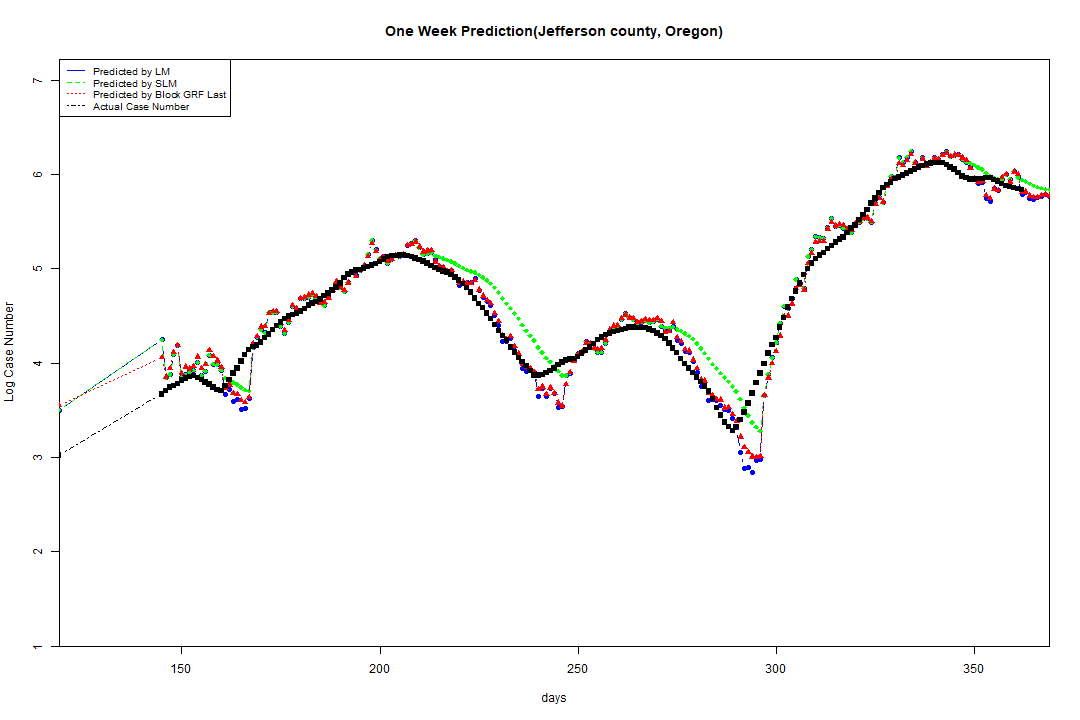 One Week Prediction(Jefferson county, Oregon)
Predicted by LM
Predicted by SLM
Predicted by Block GRF Last
Actual Case Number
7
6
5
4
3
2
1
Log Case Number
150 200 250 300 350
days